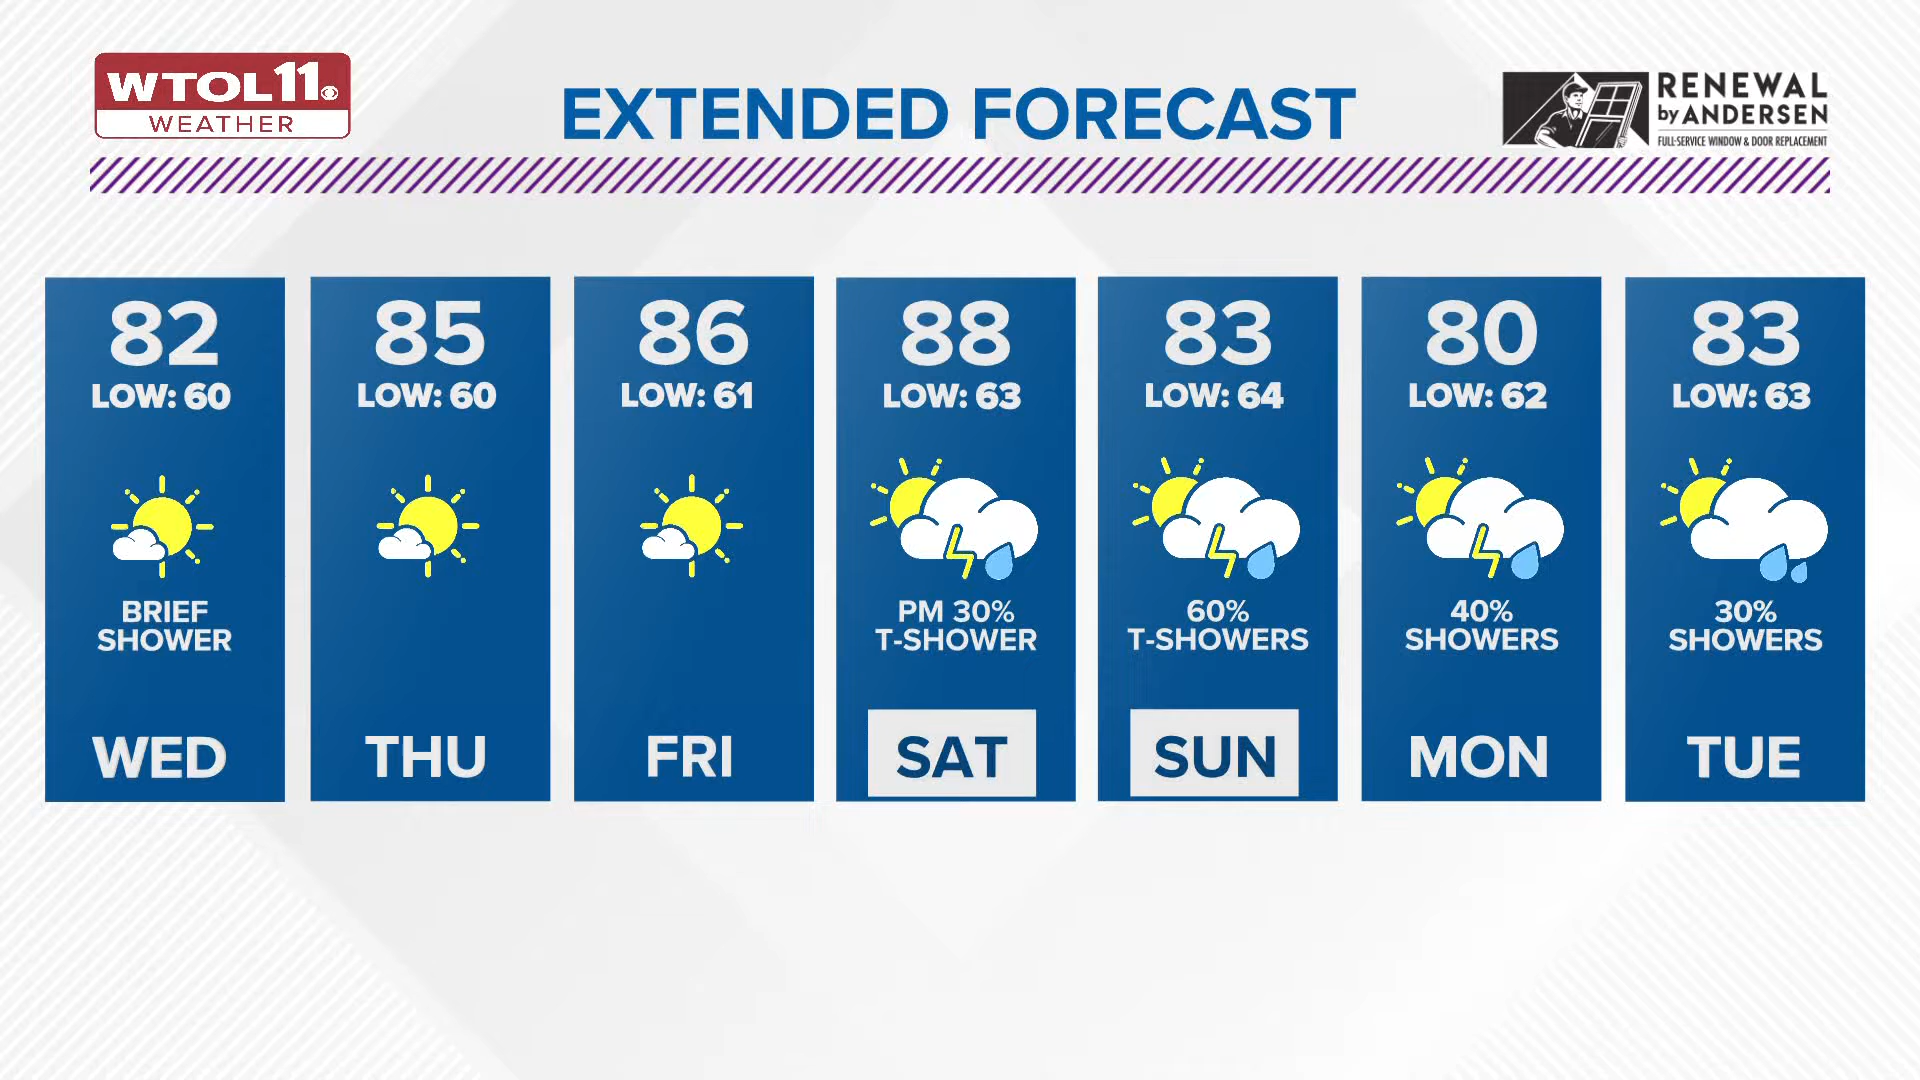 WTOL 11
WEATHER
EXTENDED FORECAST
RENEWAL
by ANDERSEN
FULL-SERVICE WINDOW & DOOR REPLACEMENT
82
LOW: 60
BRIEF
SHOWER
WED
85
LOW: 60
THU
86
LOW: 61
FRI
88
LOW: 63
PM 30%
T-SHOWER
SAT
83
LOW: 64
60%
T-SHOWERS
SUN
80
LOW: 62
40%
SHOWERS
MON
83
LOW: 63
30%
SHOWERS
TUE